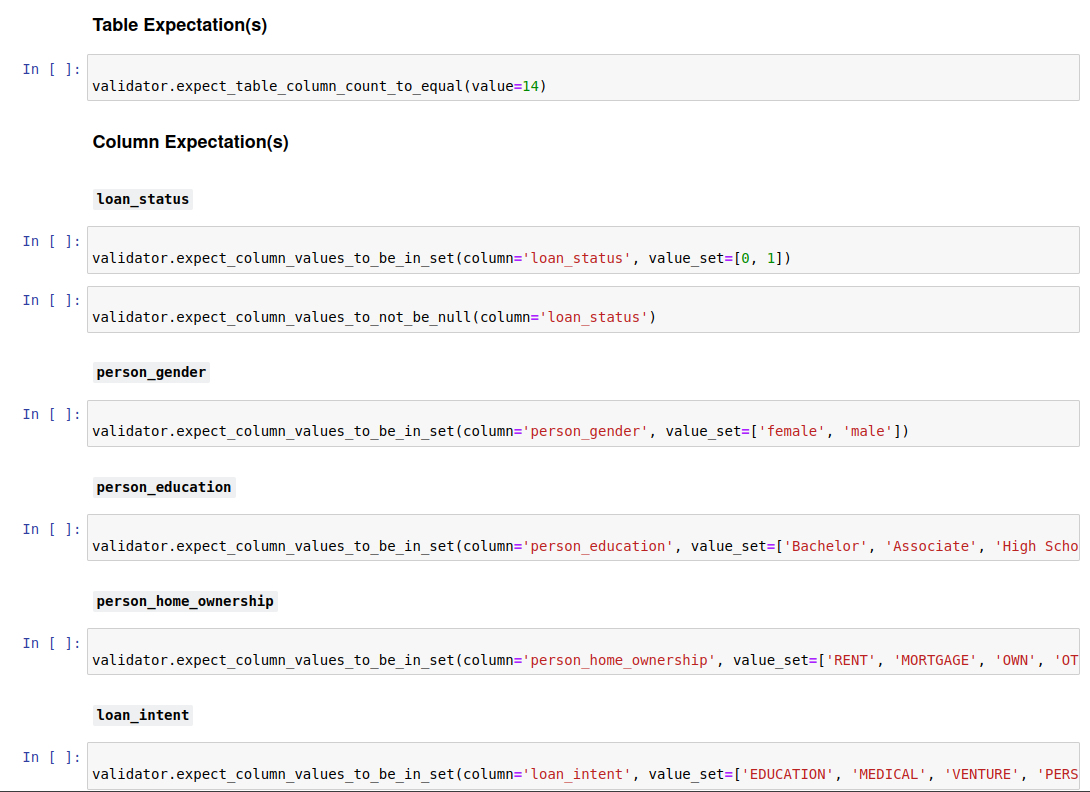 Table Expectation(s)
In [ ]:
validator.expect_table_column_count_to_equal(value=14)
Column Expectation(s)
loan_status
In [ ]:
validator.expect_column_values_to_be_in_set(column='loan_status', value_set=[0, 1])
In [ ]:
validator.expect_column_values_to_not_be_null(column='loan_status')
person_gender
In [ ]:
validator.expect_column_values_to_be_in_set(column='person_gender', value_set=['female', 'male'])
person_education
In [ ]:
validator.expect_column_values_to_be_in_set(column='person_education', value_set=['Bachelor', 'Associate', 'High Scho
person_home_ownership
In [ ]:
validator.expect_column_values_to_be_in_set(column='person_home_ownership', value_set=['RENT', 'MORTGAGE', 'OWN', 'OT
loan_intent
In [ ]:
validator.expect_column_values_to_be_in_set(column='loan_intent', value_set=['EDUCATION', 'MEDICAL', 'VENTURE', 'PERS